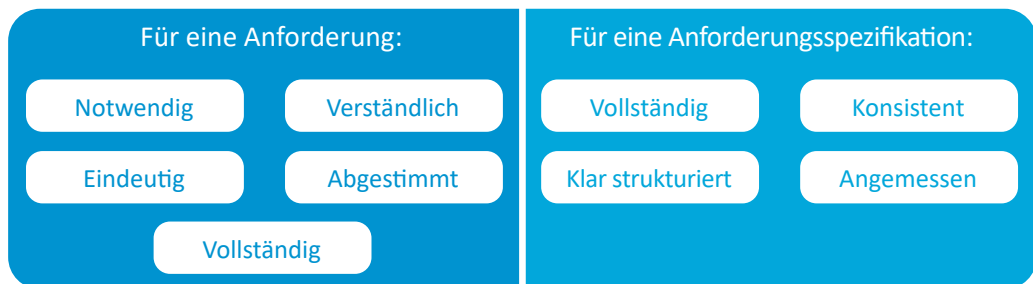 Für eine Anforderung:
Notwendig
Verständlich
Eindeutig
Abgestimmt
Vollständig
Für eine Anforderungsspezifikation:
Vollständig
Konsistent
Klar strukturiert
Angemessen